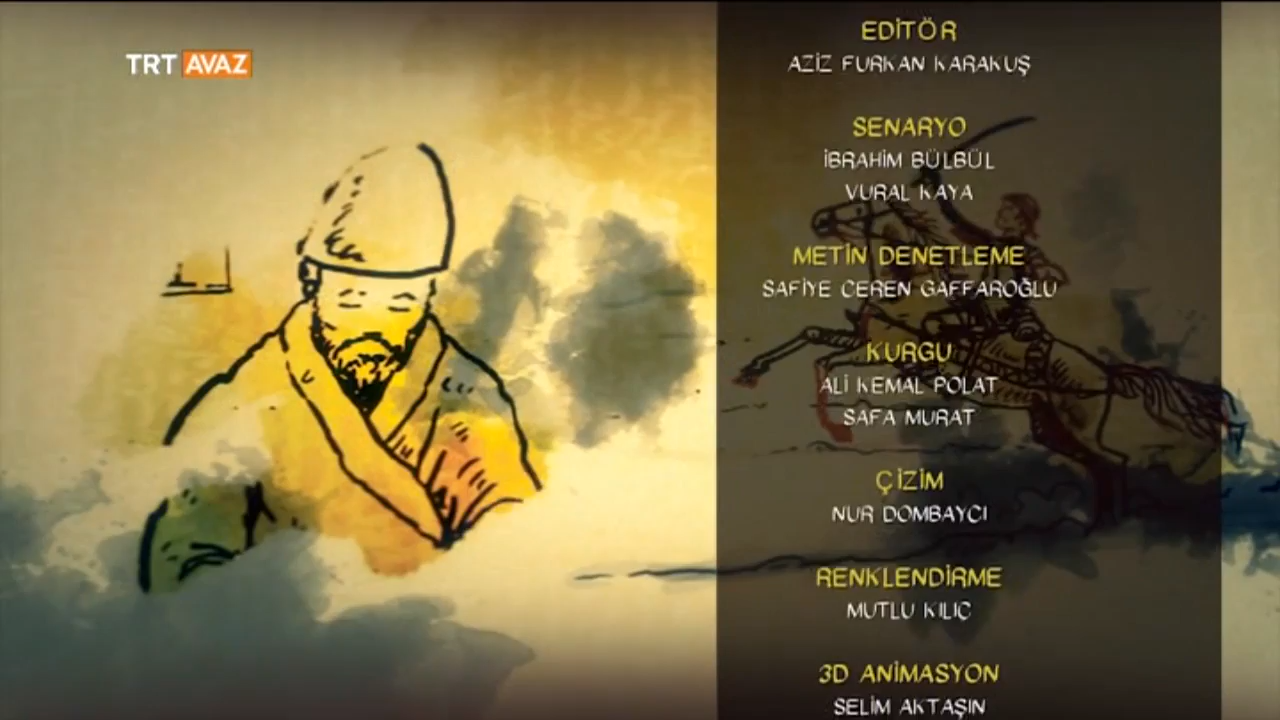 TRT AVAZ
EDİTÖR
AZİZ FURKAN KARAKUŞ
SENARYO
İBRAHİM BÜLBÜL
VURAL KAYA
METİN DENETLEME
SAFİYE CEREN GAFFAROĞLU
KURGU
ALİ KEMAL POLAT
SAFA MURAT
ÇİZİM
NUR DOMBAYCI
RENKLENDİRME
MUTLU KILIÇ
3D ANİMASYON
SELİM AKTAŞIN